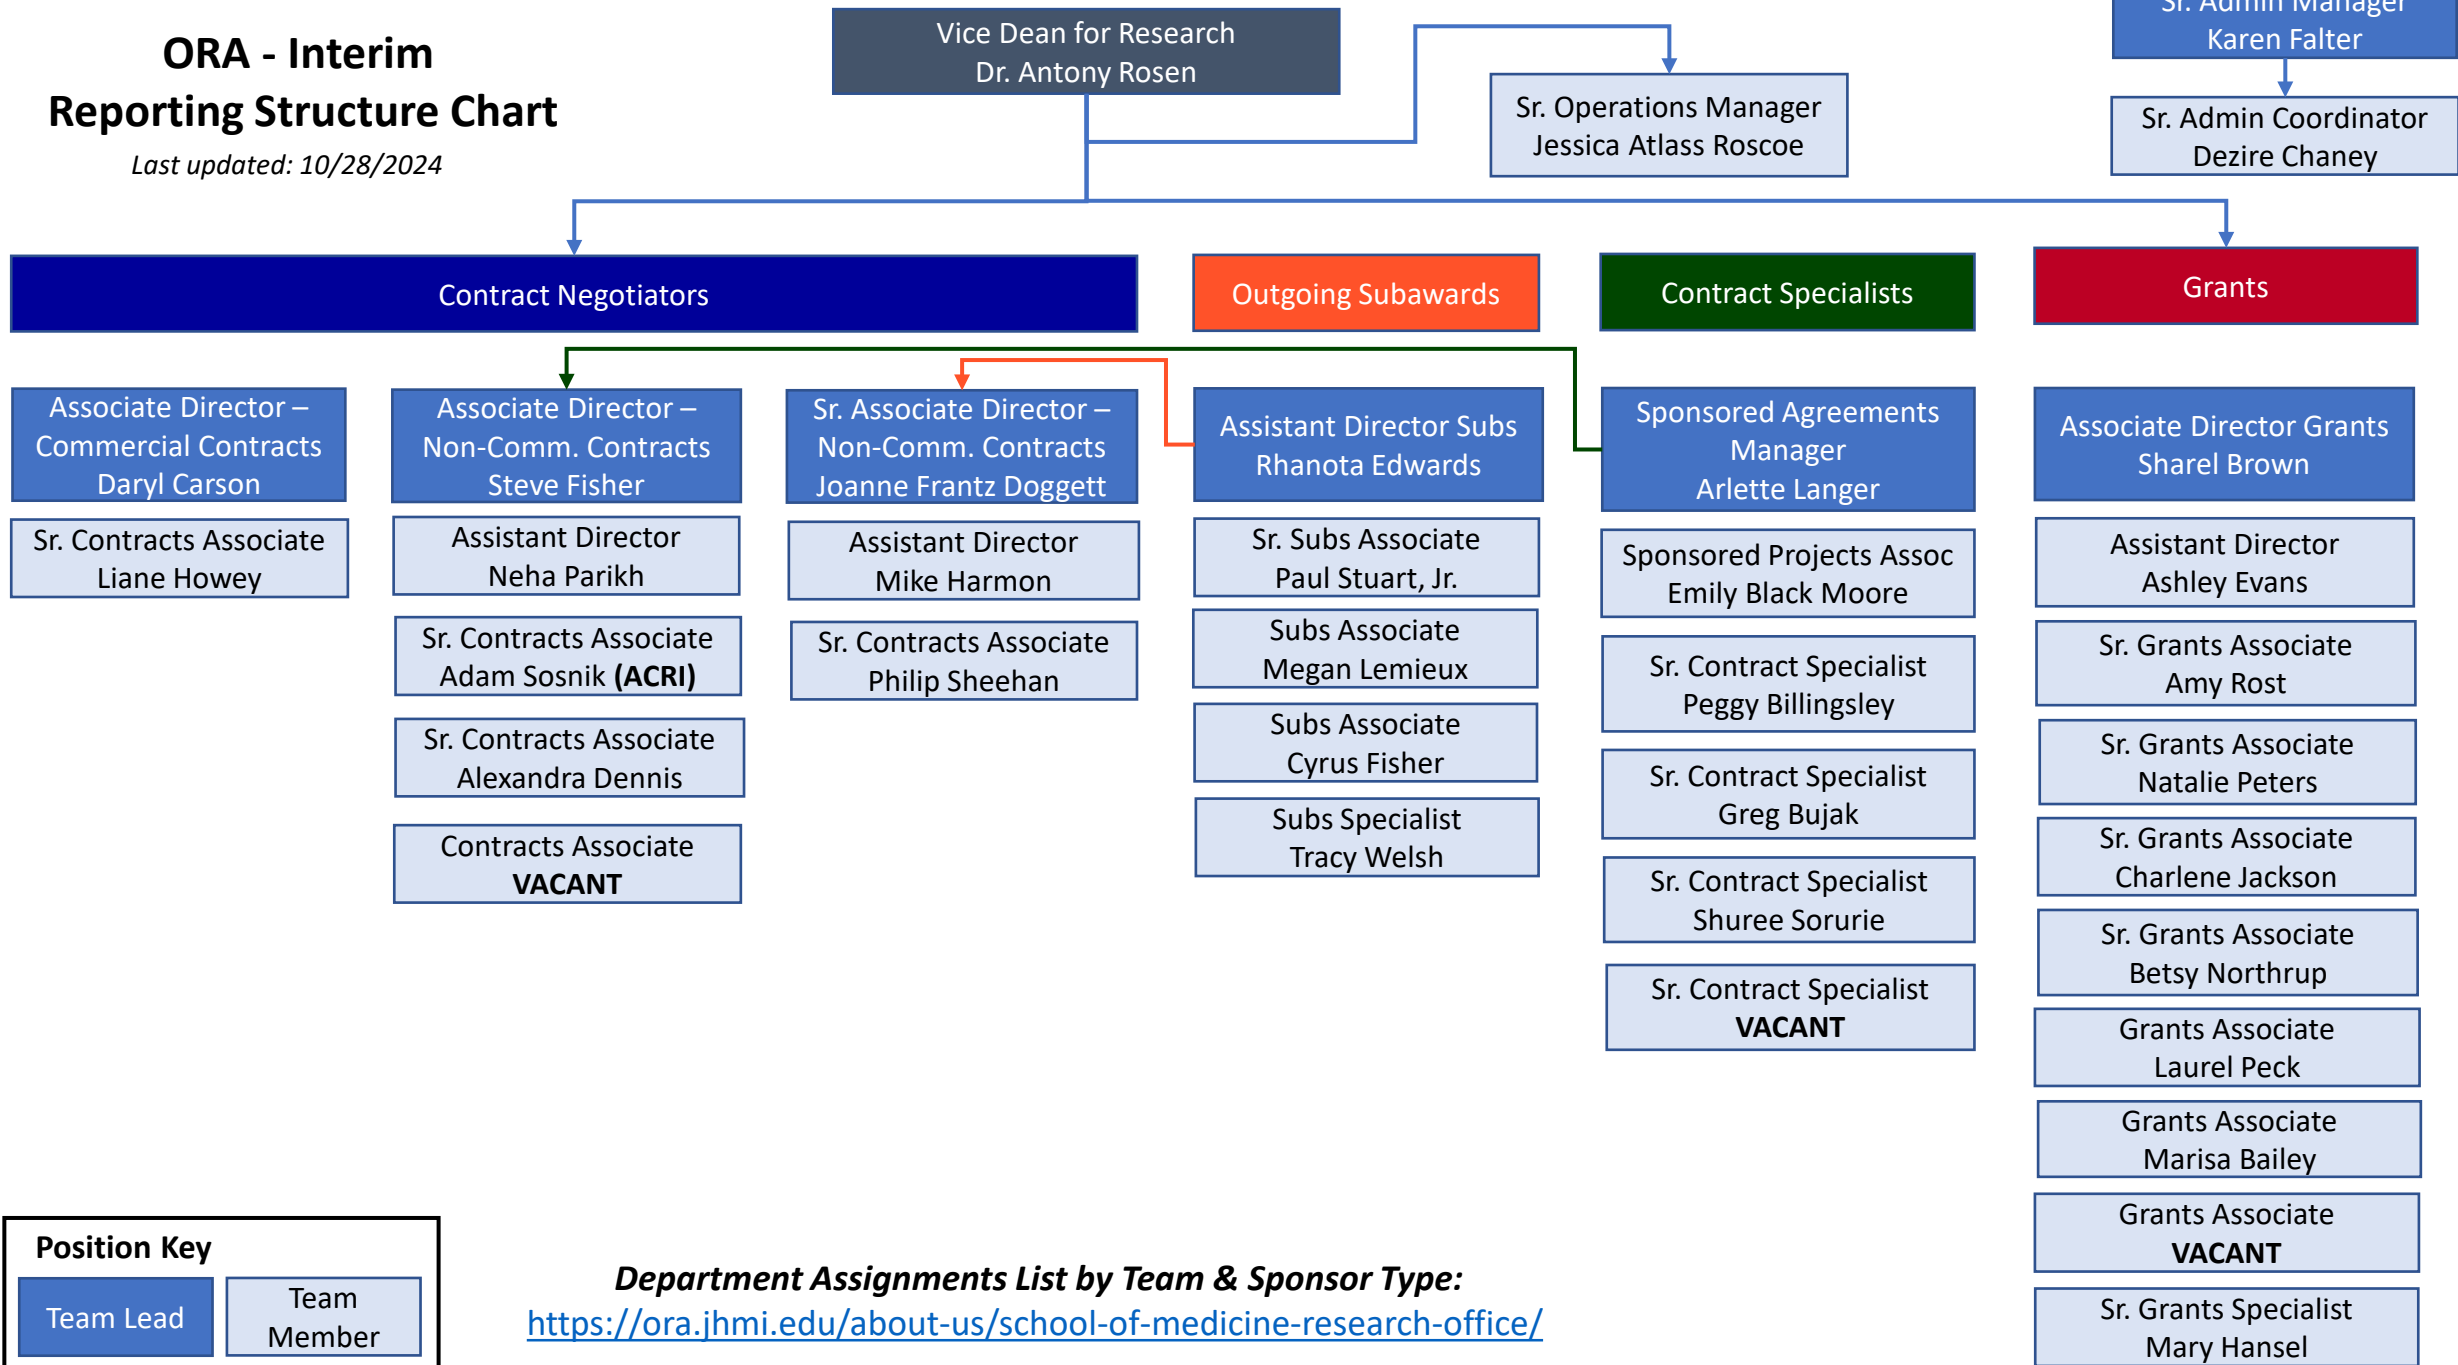 ORA - Interim
Reporting Structure Chart
Last updated: 10/28/2024
Vice Dean for Research
Dr. Antony Rosen
Sr. Operations Manager
Jessica Atlass Roscoe
Sr. Admin Manager
Karen Falter
Sr. Admin Coordinator
Dezire Chaney
Contract Negotiators
Outgoing Subawards
Contract Specialists
Grants
Associate Director –
Commercial Contracts
Daryl Carson
Sr. Contracts Associate
Liane Howey
Associate Director –
Non-Comm. Contracts
Steve Fisher
Assistant Director
Neha Parikh
Sr. Contracts Associate
Adam Sosnik (ACRI)
Sr. Contracts Associate
Alexandra Dennis
Contracts Associate
VACANT
Sr. Associate Director –
Non-Comm. Contracts
Joanne Frantz Doggett
Assistant Director
Mike Harmon
Sr. Contracts Associate
Philip Sheehan
Assistant Director Subs
Rhanota Edwards
Sr. Subs Associate
Paul Stuart, Jr.
Subs Associate
Megan Lemieux
Subs Associate
Cyrus Fisher
Subs Specialist
Tracy Welsh
Sponsored Agreements
Manager
Arlette Langer
Sponsored Projects Assoc
Emily Black Moore
Sr. Contract Specialist
Peggy Billingsley
Sr. Contract Specialist
Greg Bujak
Sr. Contract Specialist
Shuree Sorurie
Sr. Contract Specialist
VACANT
Associate Director Grants
Sharel Brown
Assistant Director
Ashley Evans
Sr. Grants Associate
Amy Rost
Sr. Grants Associate
Natalie Peters
Sr. Grants Associate
Charlene Jackson
Sr. Grants Associate
Betsy Northrup
Grants Associate
Laurel Peck
Grants Associate
Marisa Bailey
Grants Associate
VACANT
Sr. Grants Specialist
Mary Hansel
Position Key
Team Lead
Team
Member
Department Assignments List by Team & Sponsor Type:
https://ora.jhmi.edu/about-us/school-of-medicine-research-office/